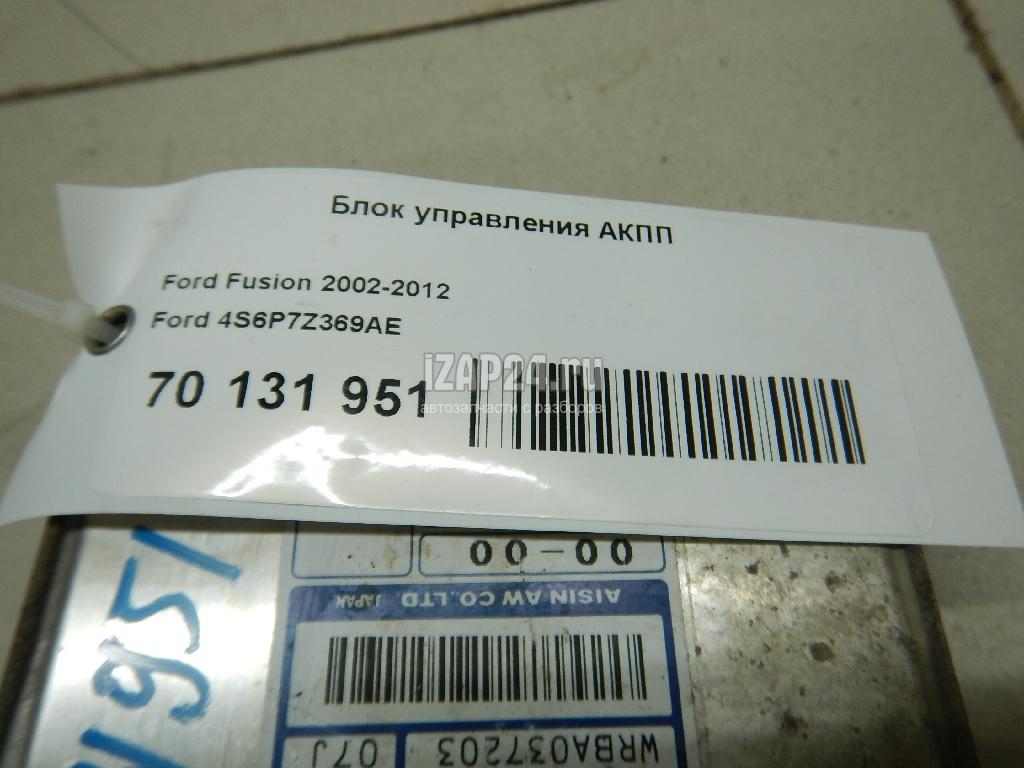 Блок управления АКПП
Ford Fusion 2002-2012
Ford 4S6P7Z369AE
70 131 951
iZAP24.ru
автозапчасти с разборов
00-00
AISIN AW CO.,LTD. JAPAN
WRBA037203
07J
1951